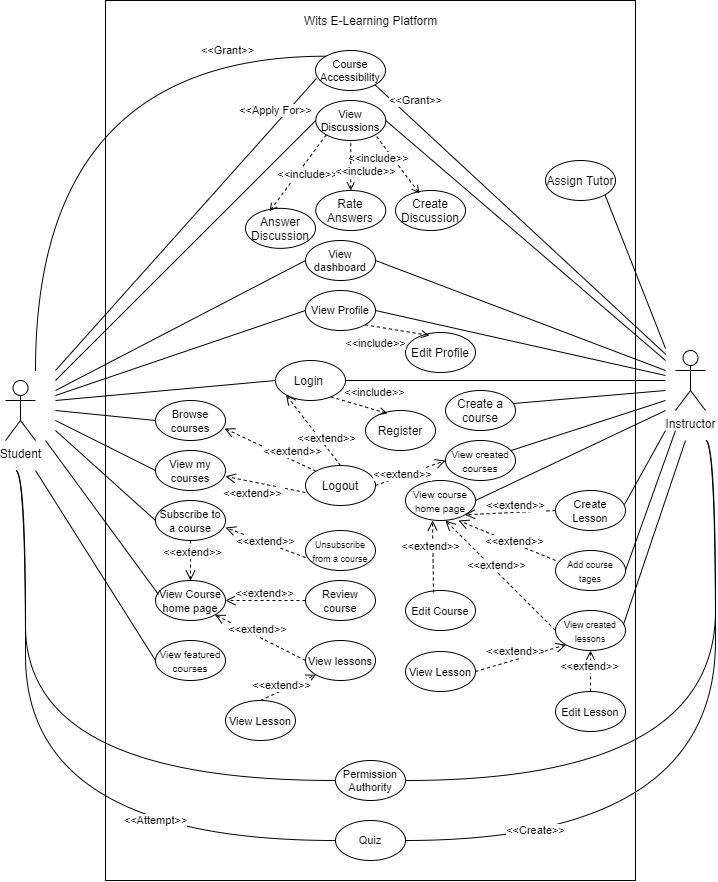 Wits E-Learning Platform
<<Grant>>
Course
Accessibility
<<Grant>>
<<Apply For>>
View
Discussions
<<include>>
<<include>>
<<include>>
Assign Tutor
Rate
Answers
Create
Discussion
Answer
Discussion
View
dashboard
View Profile
<<include>>
Edit Profile
Login
<<include>>
Create a
course
Browse
courses
Instructor
Register
<<extend>>
Student
<<extend>>
View created
courses
View my
courses
<<extend>>
Logout
<<extend>>
View course
home page
<<extend>>
Create
Lesson
Subscribe to
a course
<<extend>>
<<extend>>
Unsubscribe
from a course
<<extend>>
<<extend>>
<<extend>>
Add course
tages
View Course
home page
<<extend>>
Review
course
Edit Course
<<extend>>
View created
lessons
View featured
courses
View lessons
<<extend>>
<<extend>>
View Lesson
<<extend>>
View Lesson
Edit Lesson
Permission
Authority
<<Attempt>>
<<Create>>
Quiz